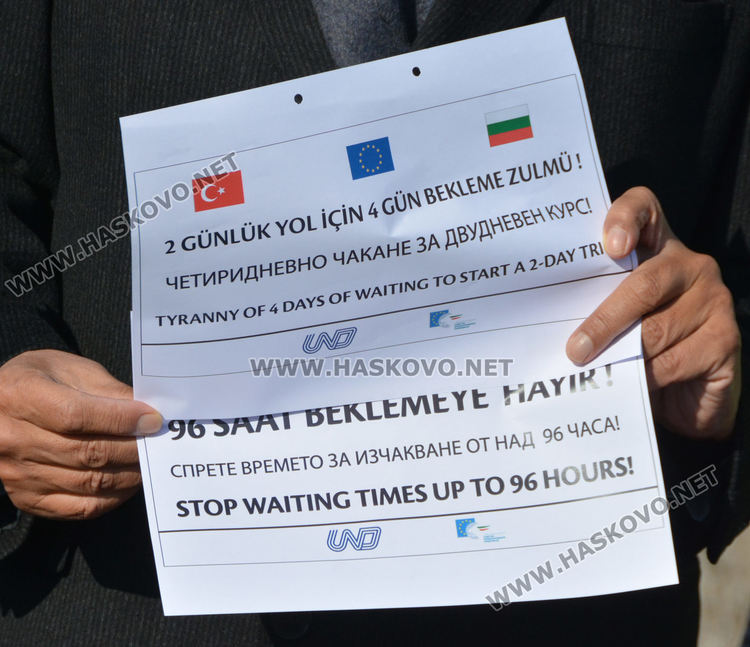 2 GÜNLÜK YOL İÇİN 4 GÜN BEKLEME ZULMÜ !
ЧЕТИРИДНЕВНО ЧАКАНЕ ЗА ДВУДНЕВЕН КУРС!
TYRANNY OF 4 DAYS OF WAITING TO START A 2-DAY TRI
UND
WWW.HASKOVO.NET
WWW.HASKOVO.NET
96 SAAT BEKLEMEYE HAYIR !
СПРЕТЕ ВРЕМЕТО ЗА ИЗЧАКВАНЕ ОТ НАД 96 ЧАСА!
STOP WAITING TIMES UP TO 96 HOURS!
UND
WWW.HASKOVO.NET